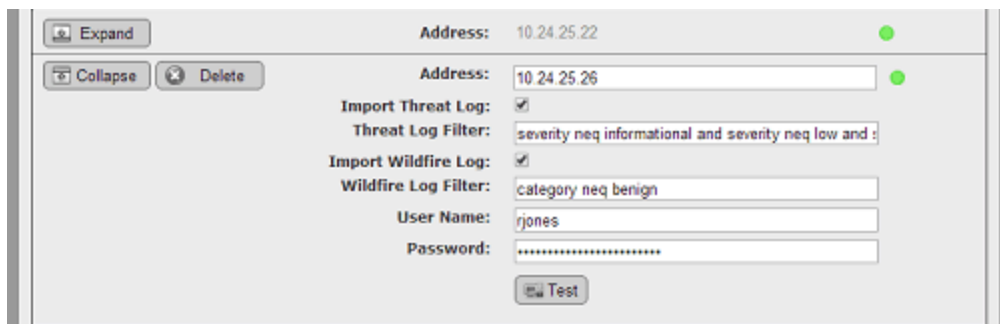 Expand Address: 10.24.25.22
Collapse Delete Address: 10.24.25.26
Import Threat Log:
Threat Log Filter: severity neq informational and severity neq low and
Import Wildfire Log:
Wildfire Log Filter: category neq benign
User Name: rjones
Password: ••••••••••••••••••••••••
Test